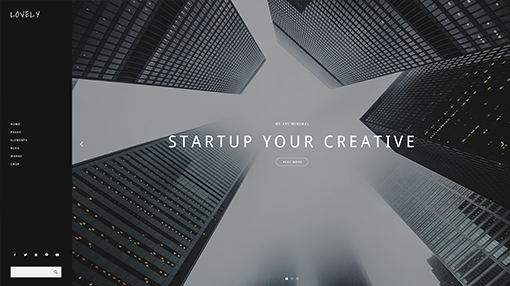 LOVELY
HOME
PAGES
ELEMENTS
BLOG
WORKS
SHOP
WE ARE MINIMAL
STARTUP YOUR CREATIVE
READ MORE